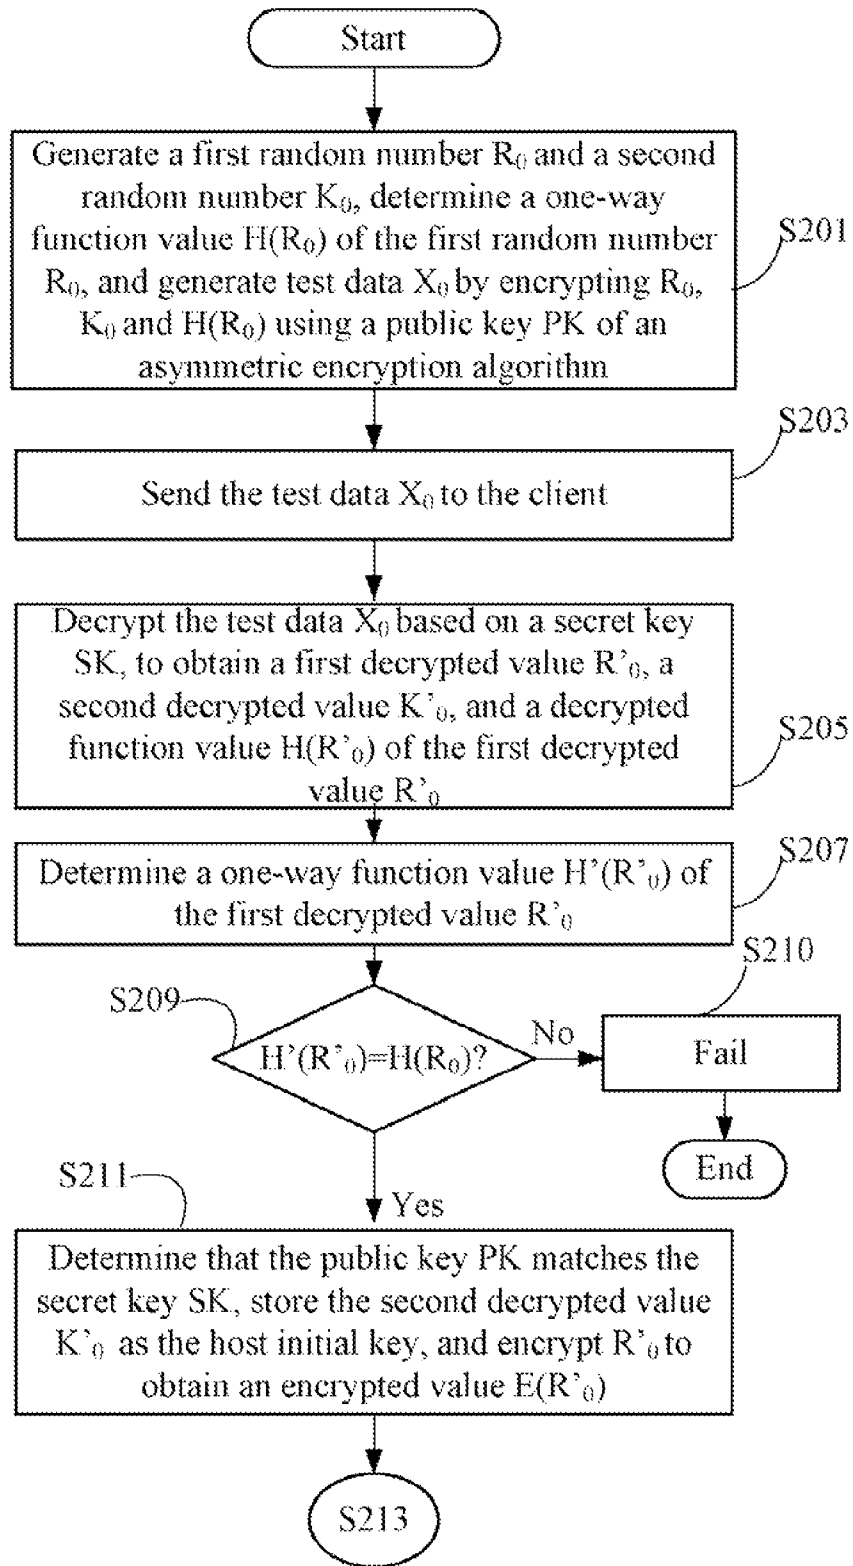 Start
Generate a first random number R₀ and a second
random number K₀, determine a one-way
function value H(R₀) of the first random number
R₀, and generate test data X₀ by encrypting R₀,
K₀ and H(R₀) using a public key PK of an
asymmetric encryption algorithm
S201
S203
Send the test data X₀ to the client
Decrypt the test data X₀ based on a secret key
SK, to obtain a first decrypted value R’₀, a
second decrypted value K’₀, and a decrypted
function value H(R’₀) of the first decrypted
value R’₀
S205
S207
Determine a one-way function value H’(R’₀) of
the first decrypted value R’₀
S210
S209
H’(R’₀)=H(R₀)?
No
Fail
End
S211
Yes
Determine that the public key PK matches the
secret key SK, store the second decrypted value
K’₀ as the host initial key, and encrypt R’₀ to
obtain an encrypted value E(R’₀)
S213